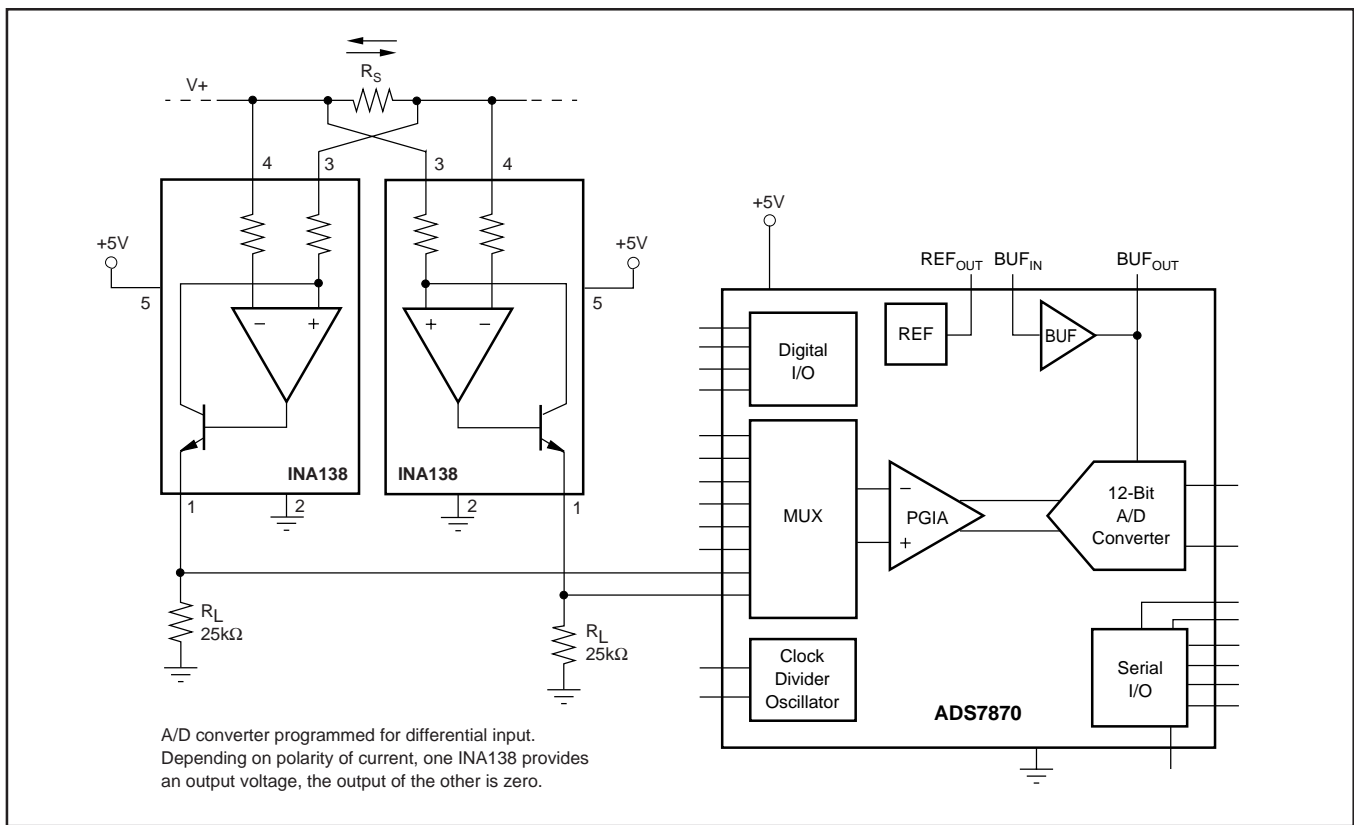 V+
R_S
4
3
3
4
+5V
5
+5V
5
−
+
+
−
INA138
INA138
1
2
2
1
R_L
25kΩ
R_L
25kΩ
+5V
REF_OUT
BUF_IN
BUF_OUT
Digital
I/O
REF
BUF
MUX
−
PGIA
+
12-Bit
A/D
Converter
Clock
Divider
Oscillator
Serial
I/O
ADS7870
A/D converter programmed for differential input.
Depending on polarity of current, one INA138 provides
an output voltage, the output of the other is zero.